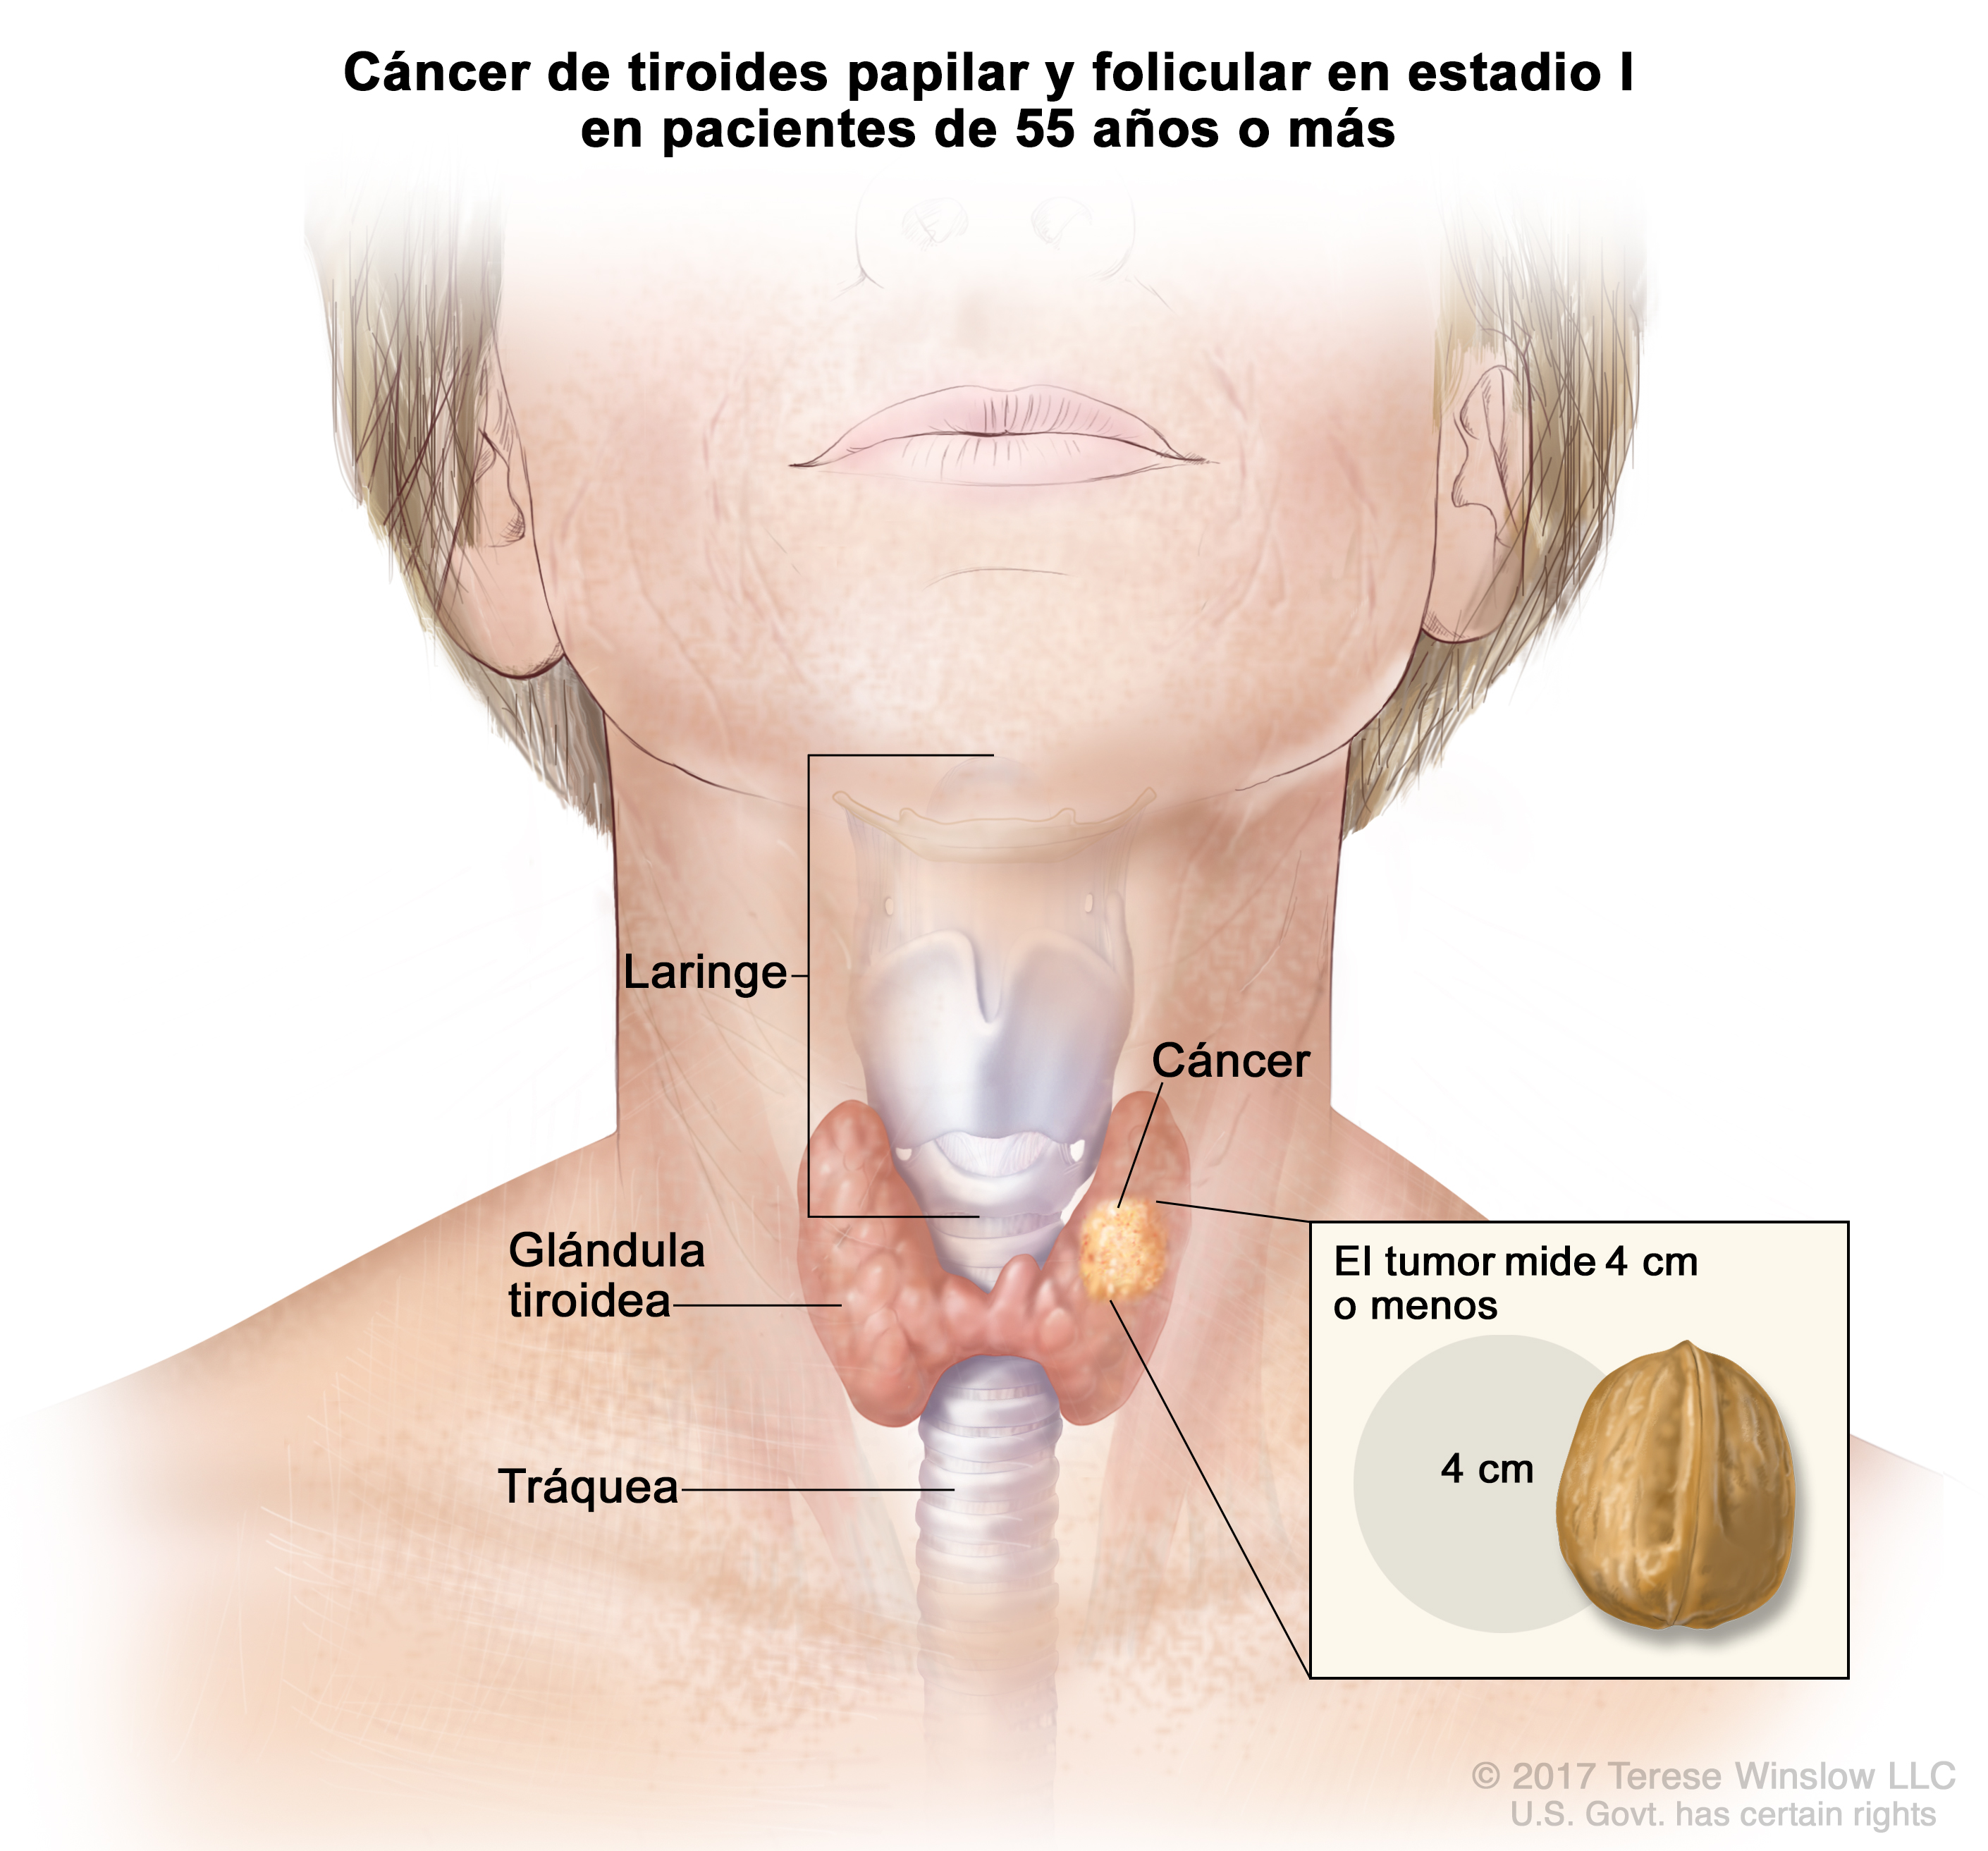 Cáncer de tiroides papilar y folicular en estadio I
en pacientes de 55 años o más
Laringe
Cáncer
Glándula
tiroidea
Tráquea
El tumor mide 4 cm
o menos
4 cm
© 2017 Terese Winslow LLC
U.S. Govt. has certain rights